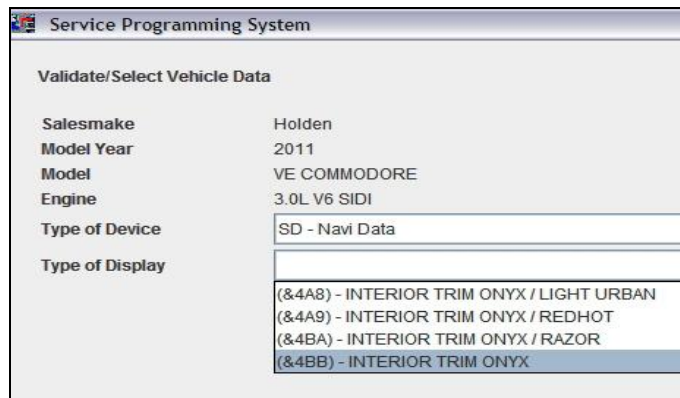 Service Programming System
Validate/Select Vehicle Data
Salesmake Holden
Model Year 2011
Model VE COMMODORE
Engine 3.0L V6 SIDI
Type of Device SD - Navi Data
Type of Display
(&4A8) - INTERIOR TRIM ONYX / LIGHT URBAN
(&4A9) - INTERIOR TRIM ONYX / REDHOT
(&4BA) - INTERIOR TRIM ONYX / RAZOR
(&4BB) - INTERIOR TRIM ONYX